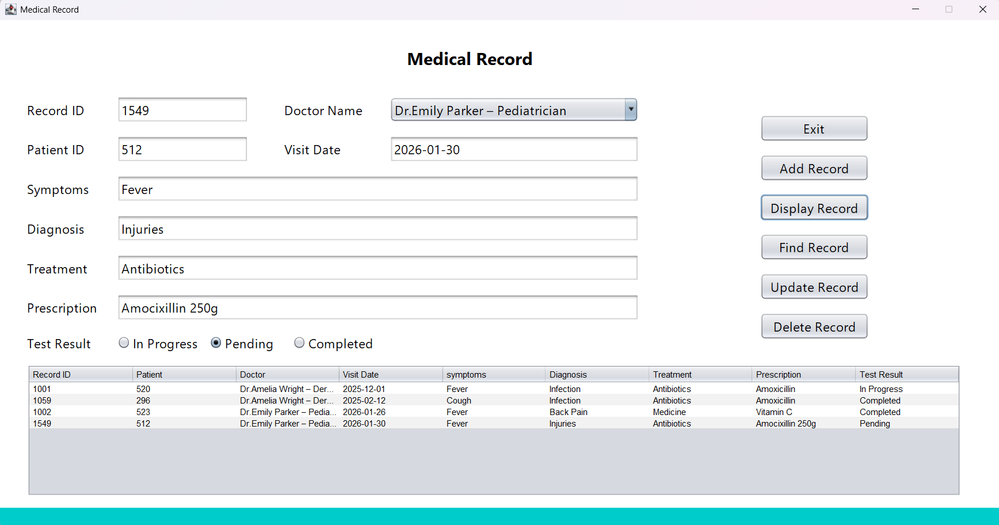 Medical Record
Medical Record
Record ID 1549 Doctor Name Dr.Emily Parker – Pediatrician
Exit
Patient ID 512 Visit Date 2026-01-30
Add Record
Symptoms Fever
Display Record
Diagnosis Injuries
Find Record
Treatment Antibiotics
Update Record
Prescription Amocixillin 250g
Delete Record
Test Result In Progress Pending Completed
Record ID Patient Doctor Visit Date symptoms Diagnosis Treatment Prescription Test Result
1001 520 Dr.Amelia Wright – Der... 2025-12-01 Fever Infection Antibiotics Amoxicillin In Progress
1059 296 Dr.Amelia Wright – Der... 2025-02-12 Cough Infection Antibiotics Amoxicillin Completed
1002 523 Dr.Emily Parker – Pedia... 2026-01-26 Fever Back Pain Medicine Vitamin C Completed
1549 512 Dr.Emily Parker – Pedia... 2026-01-30 Fever Injuries Antibiotics Amocixillin 250g Pending